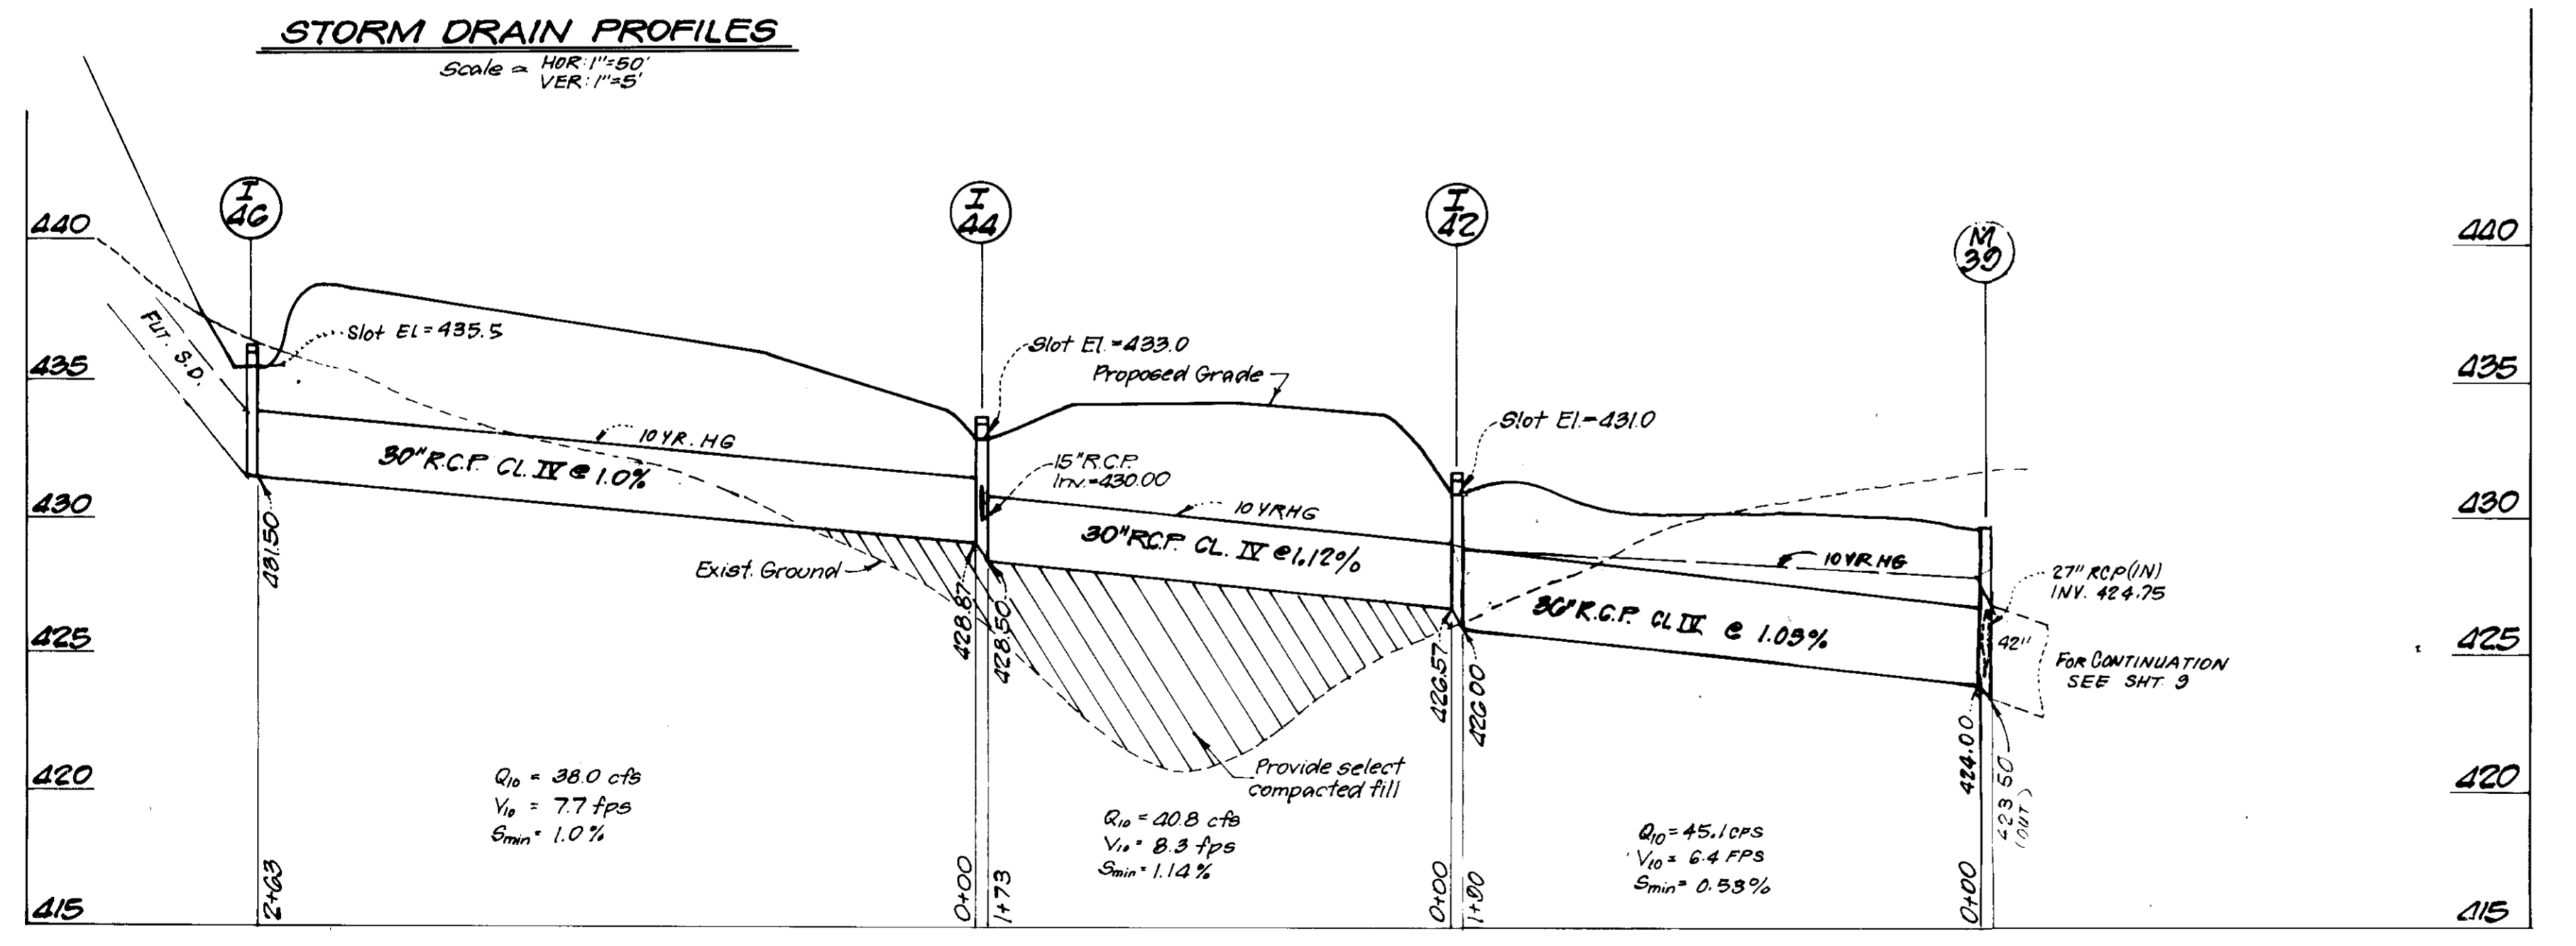 STORM DRAIN PROFILES
Scale = HOR: 1"=50'
VER: 1"=5'
I
46
I
44
I
42
M
39
440
435
430
425
420
415
440
435
430
425
420
415
FUT. S.D.
Slot El = 435.5
10 YR. HG
30" R.C.P. CL. IV @ 1.0%
431.50
2+63
Q10 = 38.0 cfs
V10 = 7.7 fps
Smin = 1.0 %
Exist. Ground
Slot El. = 433.0
Proposed Grade
15" R.C.P.
Inv. = 430.00
10 YR HG
30" R.C.P. CL. IV @ 1.12%
428.87
428.50
0+00
1+73
Provide select
compacted fill
Q10 = 40.8 cfs
V10 = 8.3 fps
Smin = 1.14 %
Slot El. = 431.0
10 YR HG
36" R.C.P. CL IV @ 1.05%
426.57
426.00
0+00
1+90
Q10 = 45.1 CFS
V10 = 6.4 FPS
Smin = 0.53%
27" RCP (IN)
INV. 424.75
42"
FOR CONTINUATION
SEE SHT. 9
424.00
423.50
(OUT)
0+00